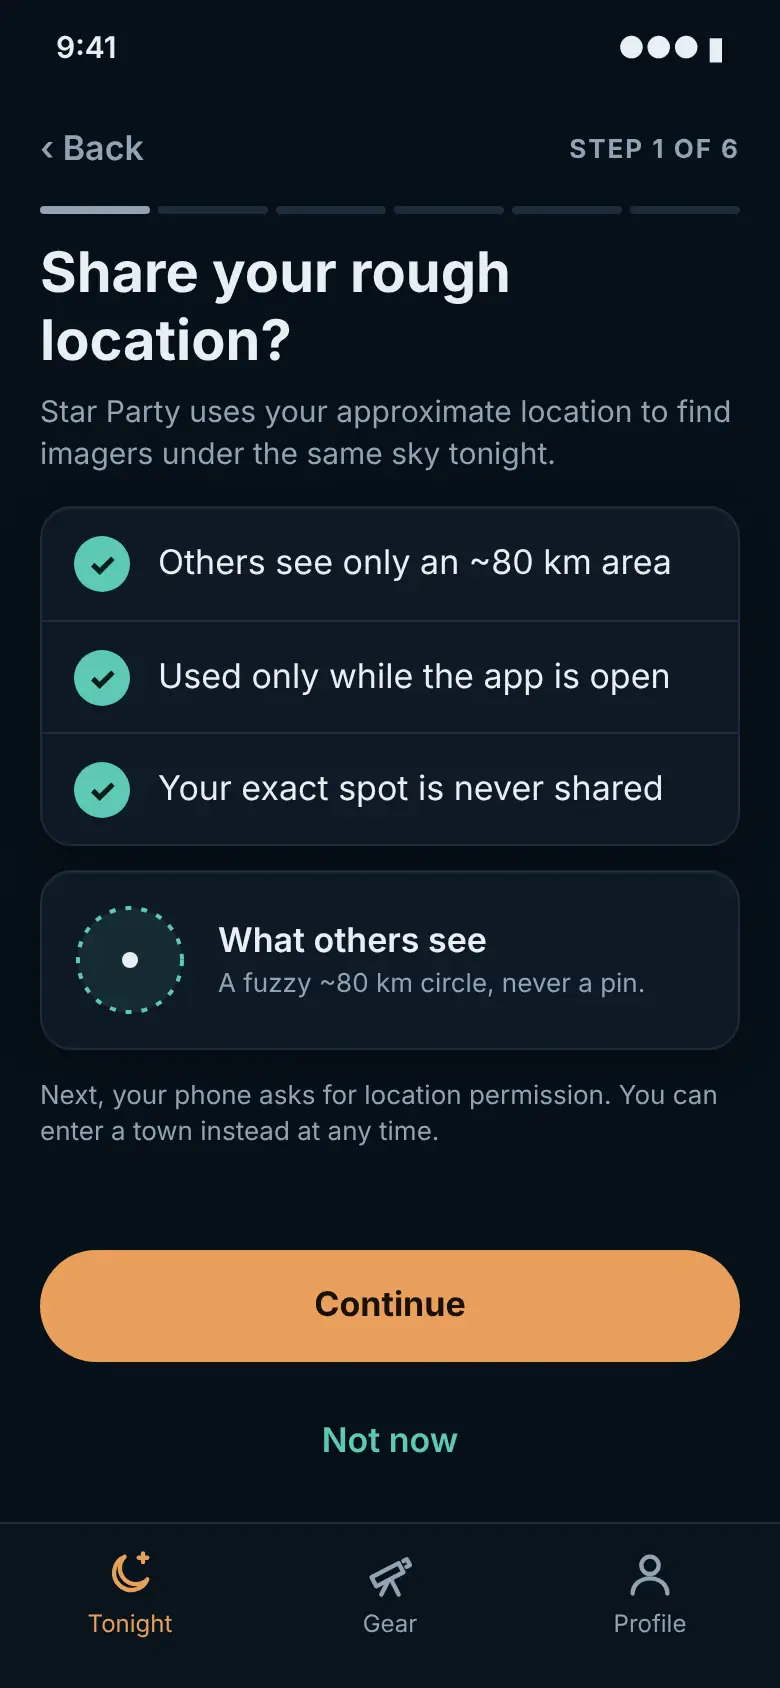 9:41
‹ Back
STEP 1 OF 6
Share your rough
location?
Star Party uses your approximate location to find
imagers under the same sky tonight.
Others see only an ~80 km area
Used only while the app is open
Your exact spot is never shared
What others see
A fuzzy ~80 km circle, never a pin.
Next, your phone asks for location permission. You can
enter a town instead at any time.
Continue
Not now
Tonight
Gear
Profile